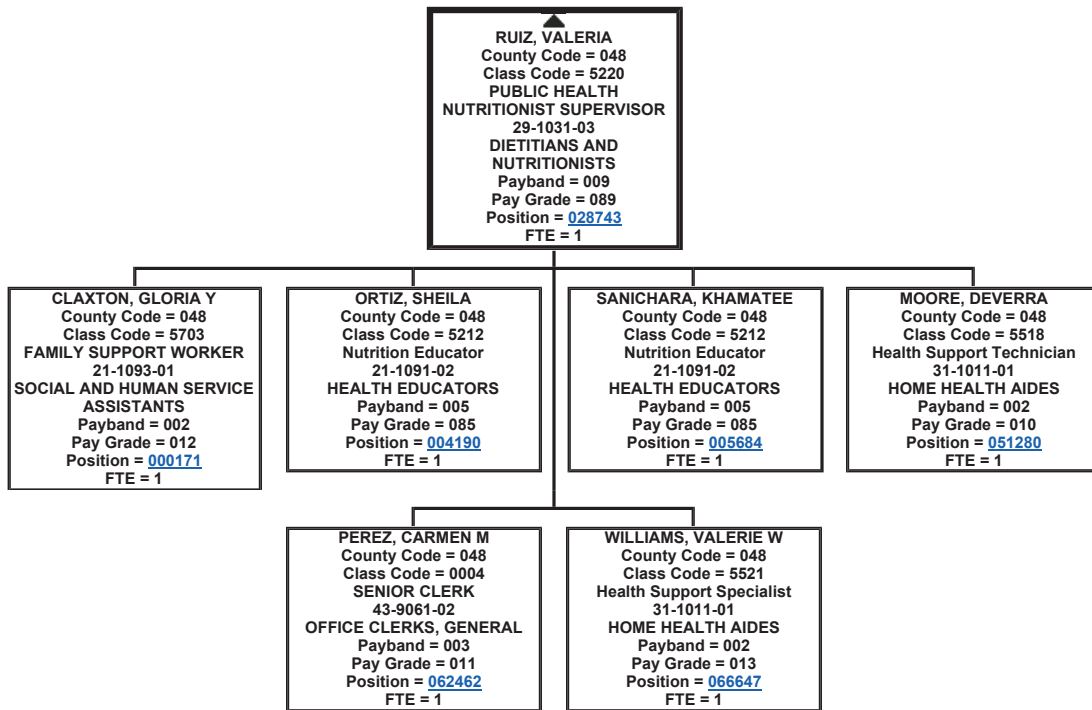 RUIZ, VALERIA
County Code = 048
Class Code = 5220
PUBLIC HEALTH
NUTRITIONIST SUPERVISOR
29-1031-03
DIETITIANS AND
NUTRITIONISTS
Payband = 009
Pay Grade = 089
Position = 028743
FTE = 1
CLAXTON, GLORIA Y
County Code = 048
Class Code = 5703
FAMILY SUPPORT WORKER
21-1093-01
SOCIAL AND HUMAN SERVICE
ASSISTANTS
Payband = 002
Pay Grade = 012
Position = 000171
FTE = 1
ORTIZ, SHEILA
County Code = 048
Class Code = 5212
Nutrition Educator
21-1091-02
HEALTH EDUCATORS
Payband = 005
Pay Grade = 085
Position = 004190
FTE = 1
SANICHARA, KHAMATEE
County Code = 048
Class Code = 5212
Nutrition Educator
21-1091-02
HEALTH EDUCATORS
Payband = 005
Pay Grade = 085
Position = 005684
FTE = 1
MOORE, DEVERRA
County Code = 048
Class Code = 5518
Health Support Technician
31-1011-01
HOME HEALTH AIDES
Payband = 002
Pay Grade = 010
Position = 051280
FTE = 1
PEREZ, CARMEN M
County Code = 048
Class Code = 0004
SENIOR CLERK
43-9061-02
OFFICE CLERKS, GENERAL
Payband = 003
Pay Grade = 011
Position = 062462
FTE = 1
WILLIAMS, VALERIE W
County Code = 048
Class Code = 5521
Health Support Specialist
31-1011-01
HOME HEALTH AIDES
Payband = 002
Pay Grade = 013
Position = 066647
FTE = 1